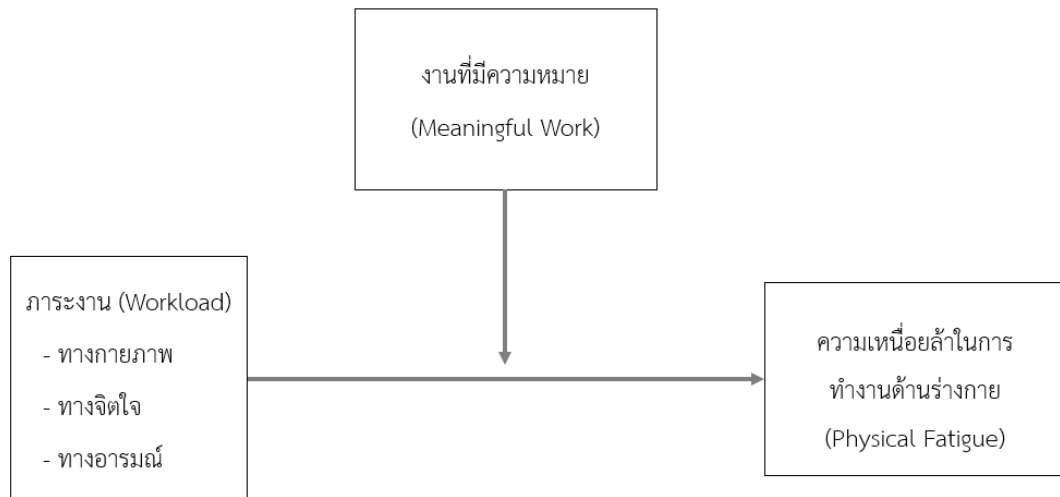 งานที่มีความหมาย
(Meaningful Work)
ภาระงาน (Workload)
- ทางกายภาพ
- ทางจิตใจ
- ทางอารมณ์
ความเหนื่อยล้าในการ
ทำงานด้านร่างกาย
(Physical Fatigue)